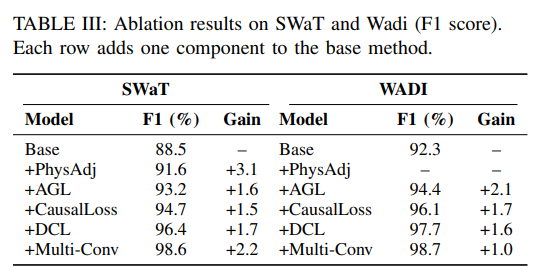 TABLE III: Ablation results on SWaT and Wadi (F1 score).
Each row adds one component to the base method.
SWaT WADI
Model F1 (%) Gain Model F1 (%) Gain
Base 88.5 – Base 92.3 –
+PhysAdj 91.6 +3.1 +PhysAdj – –
+AGL 93.2 +1.6 +AGL 94.4 +2.1
+CausalLoss 94.7 +1.5 +CausalLoss 96.1 +1.7
+DCL 96.4 +1.7 +DCL 97.7 +1.6
+Multi-Conv 98.6 +2.2 +Multi-Conv 98.7 +1.0